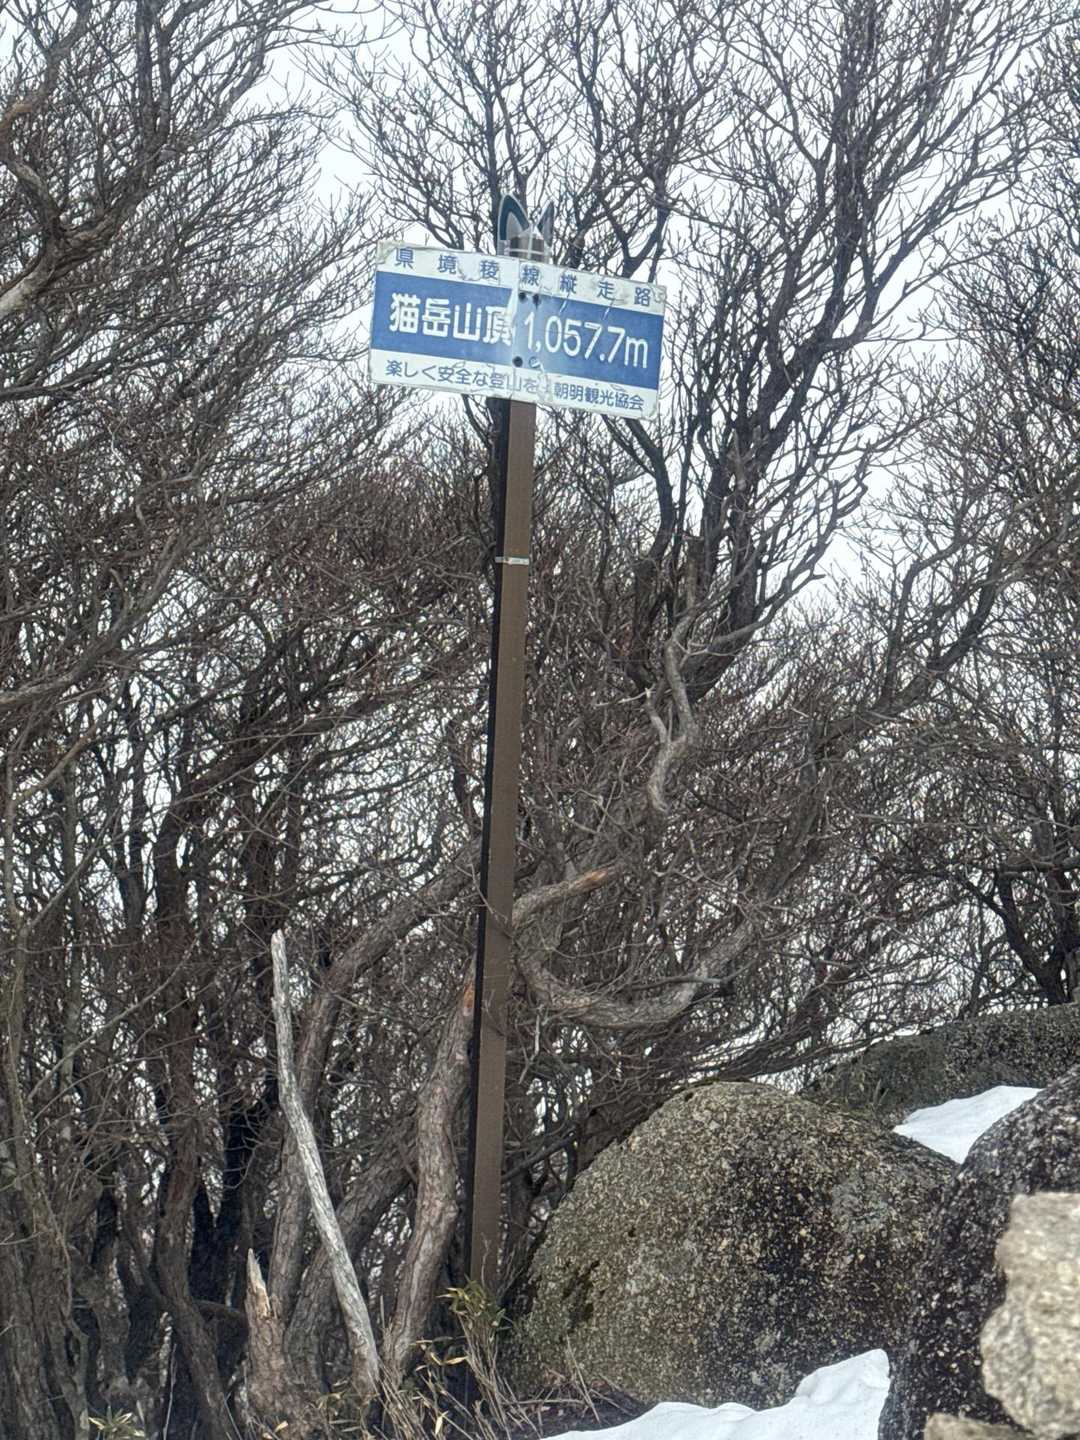 県境稜線縦走路
猫岳山頂 1,057.7m
楽しく安全な登山を 朝明観光協会